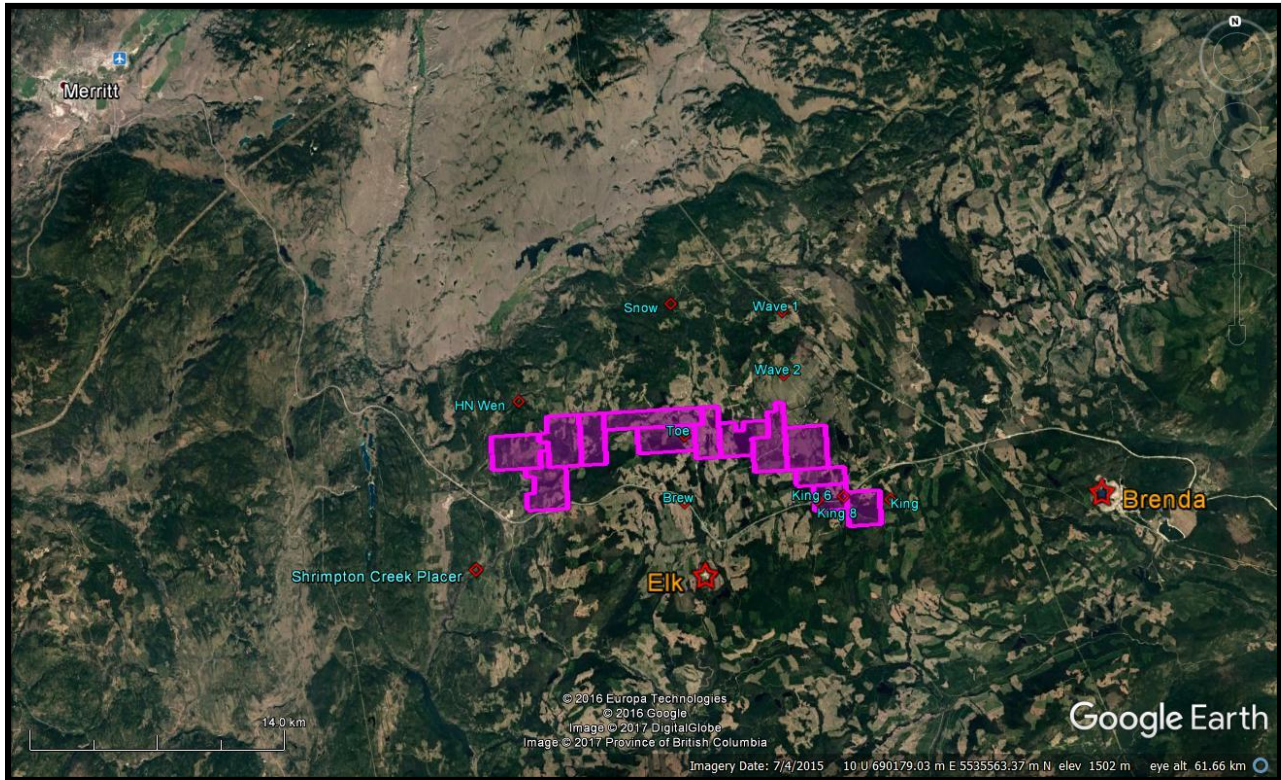 N
Merritt
Snow
Wave 1
Wave 2
HN Wen
Toe
Brew
King 6
King
King 8
Brenda
Shrimpton Creek Placer
Elk
© 2016 Europa Technologies
© 2016 Google
Image © 2017 DigitalGlobe
Image © 2017 Province of British Columbia
14.0 km
Google Earth
Imagery Date: 7/4/2015 10 U 690179.03 m E 5535563.37 m N elev 1502 m eye alt 61.66 km